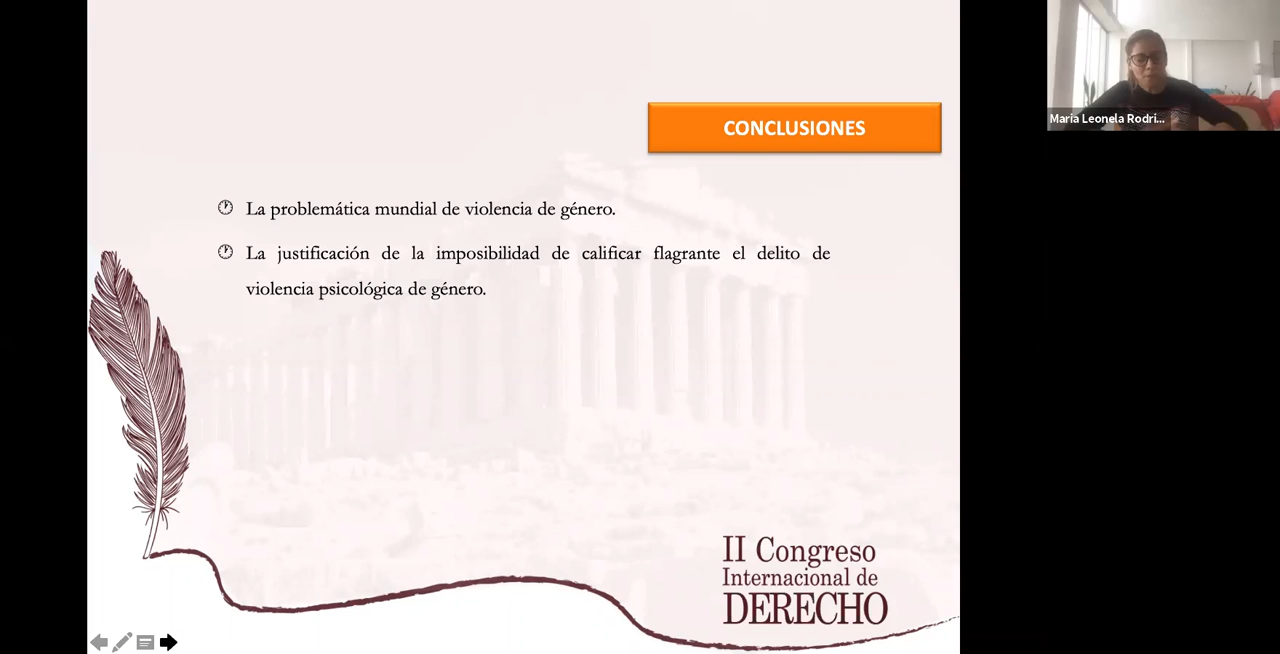 CONCLUSIONES
La problemática mundial de violencia de género.
La justificación de la imposibilidad de calificar flagrante el delito de
violencia psicológica de género.
II Congreso
Internacional de
DERECHO
María Leonela Rodri...